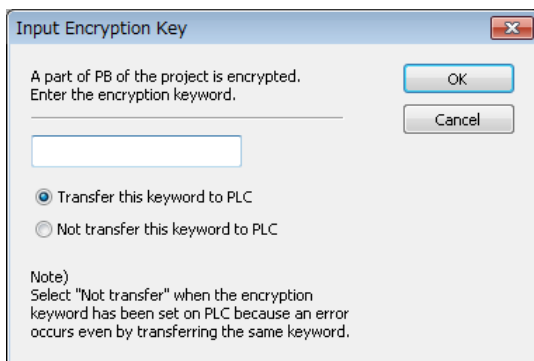 Input Encryption Key
A part of PB of the project is encrypted.
Enter the encryption keyword.
OK
Cancel
Transfer this keyword to PLC
Not transfer this keyword to PLC
Note)
Select "Not transfer" when the encryption
keyword has been set on PLC because an error
occurs even by transferring the same keyword.